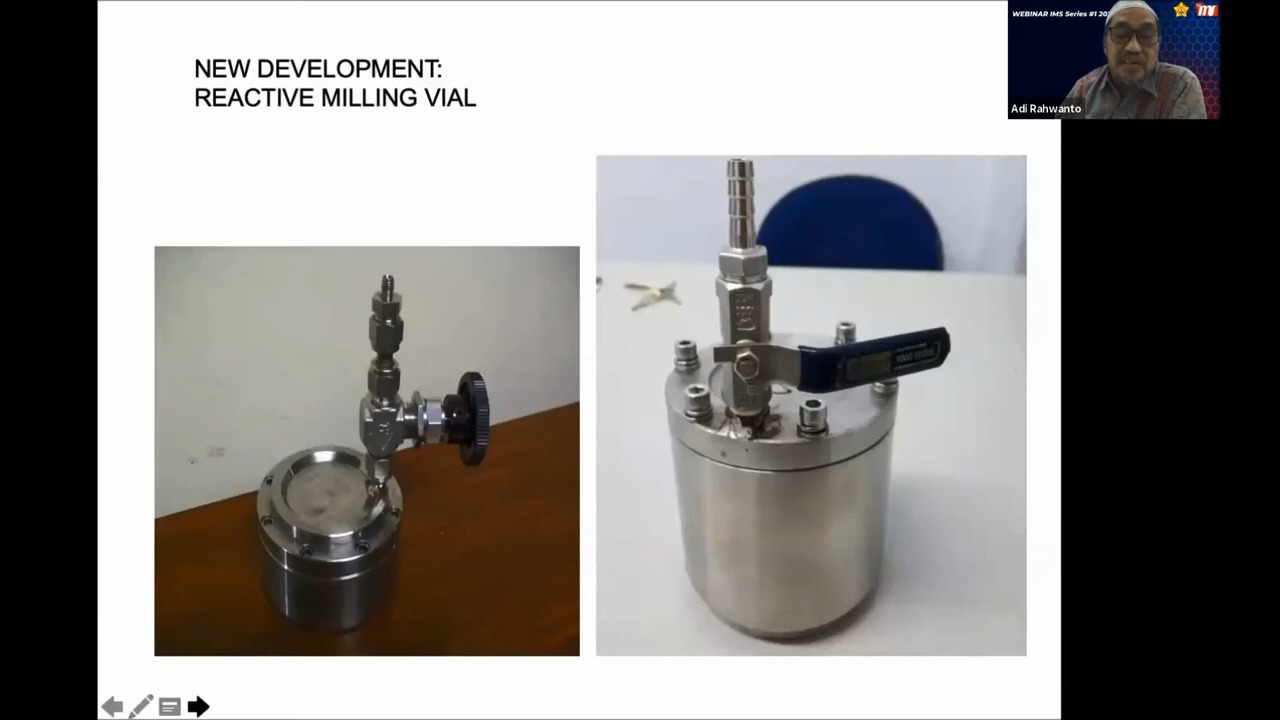 NEW DEVELOPMENT:
REACTIVE MILLING VIAL
WEBINAR IMS Series #1 20
Adi Rahwanto